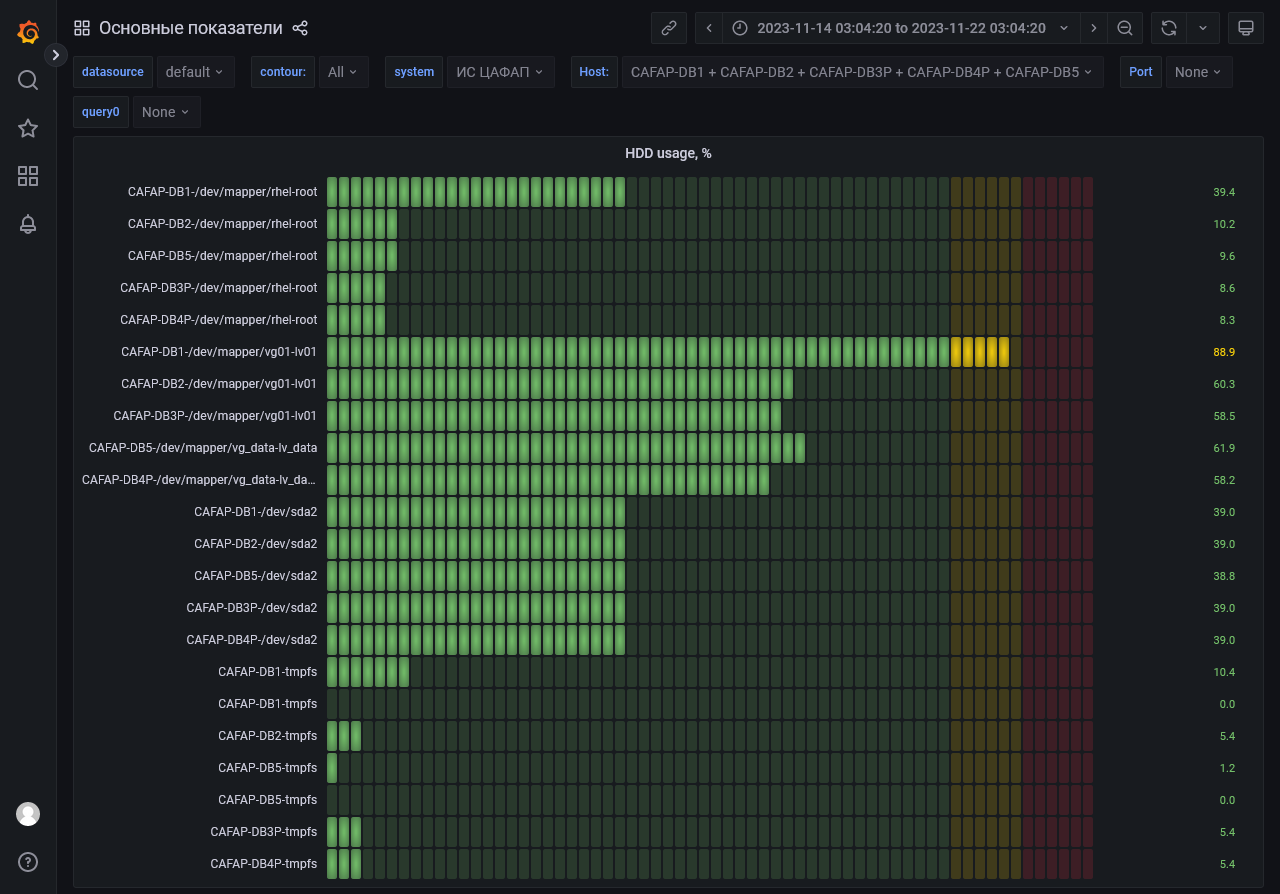 Основные показатели
2023-11-14 03:04:20 to 2023-11-22 03:04:20
datasource default contour: All system ИС ЦАФАП Host: CAFAP-DB1 + CAFAP-DB2 + CAFAP-DB3P + CAFAP-DB4P + CAFAP-DB5 Port None
query0 None
HDD usage, %
CAFAP-DB1-/dev/mapper/rhel-root 39.4
CAFAP-DB2-/dev/mapper/rhel-root 10.2
CAFAP-DB5-/dev/mapper/rhel-root 9.6
CAFAP-DB3P-/dev/mapper/rhel-root 8.6
CAFAP-DB4P-/dev/mapper/rhel-root 8.3
CAFAP-DB1-/dev/mapper/vg01-lv01 88.9
CAFAP-DB2-/dev/mapper/vg01-lv01 60.3
CAFAP-DB3P-/dev/mapper/vg01-lv01 58.5
CAFAP-DB5-/dev/mapper/vg_data-lv_data 61.9
CAFAP-DB4P-/dev/mapper/vg_data-lv_da... 58.2
CAFAP-DB1-/dev/sda2 39.0
CAFAP-DB2-/dev/sda2 39.0
CAFAP-DB5-/dev/sda2 38.8
CAFAP-DB3P-/dev/sda2 39.0
CAFAP-DB4P-/dev/sda2 39.0
CAFAP-DB1-tmpfs 10.4
CAFAP-DB1-tmpfs 0.0
CAFAP-DB2-tmpfs 5.4
CAFAP-DB5-tmpfs 1.2
CAFAP-DB5-tmpfs 0.0
CAFAP-DB3P-tmpfs 5.4
CAFAP-DB4P-tmpfs 5.4